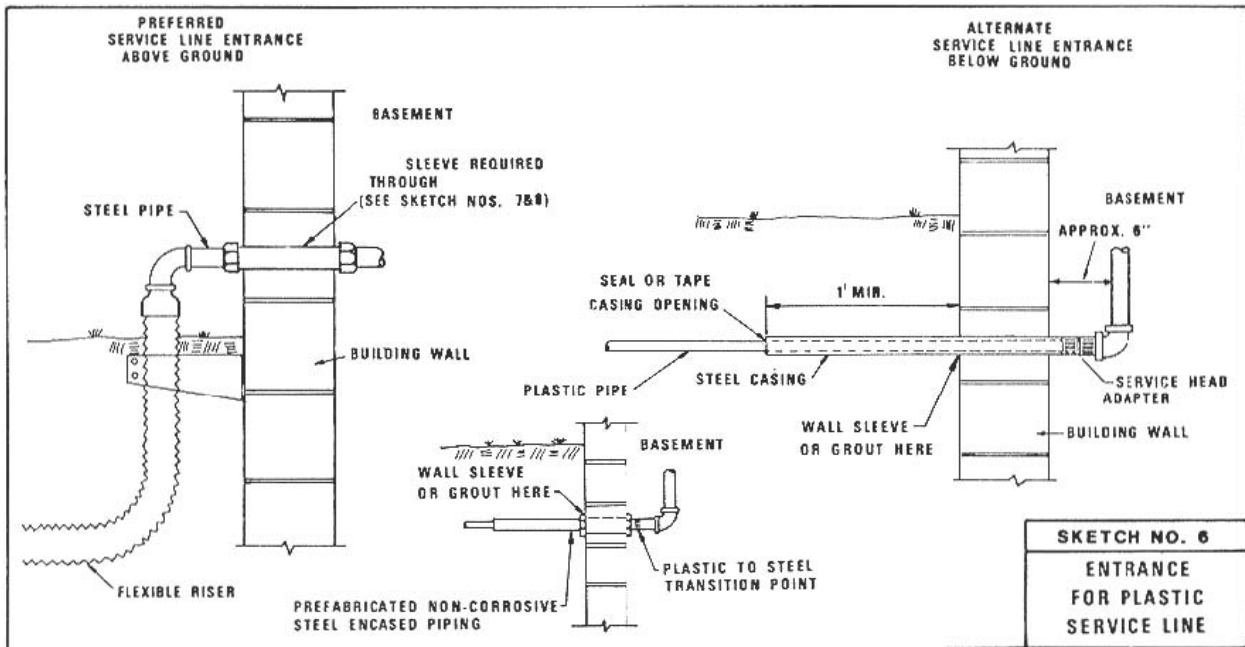 PREFERRED
SERVICE LINE ENTRANCE
ABOVE GROUND
BASEMENT
SLEEVE REQUIRED
THROUGH
(SEE SKETCH NOS. 7&8)
STEEL PIPE
BUILDING WALL
FLEXIBLE RISER
ALTERNATE
SERVICE LINE ENTRANCE
BELOW GROUND
BASEMENT
APPROX. 6"
SEAL OR TAPE
CASING OPENING
1' MIR.
PLASTIC PIPE
STEEL CASING
SERVICE HEAD
ADAPTER
WALL SLEEVE
OR GROUT HERE
BUILDING WALL
BASEMENT
WALL SLEEVE
OR GROUT HERE
PLASTIC TO STEEL
TRANSITION POINT
PREFABRICATED NON-CORROSIVE
STEEL ENCASED PIPING
SKETCH NO. 6
ENTRANCE
FOR PLASTIC
SERVICE LINE